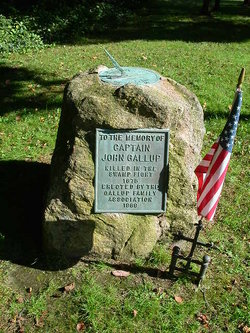 TO THE MEMORY OF
CAPTAIN
JOHN GALLUP
KILLED IN THE
SWAMP FIGHT
1675
ERECTED BY THE
GALLUP FAMILY
ASSOCIATION